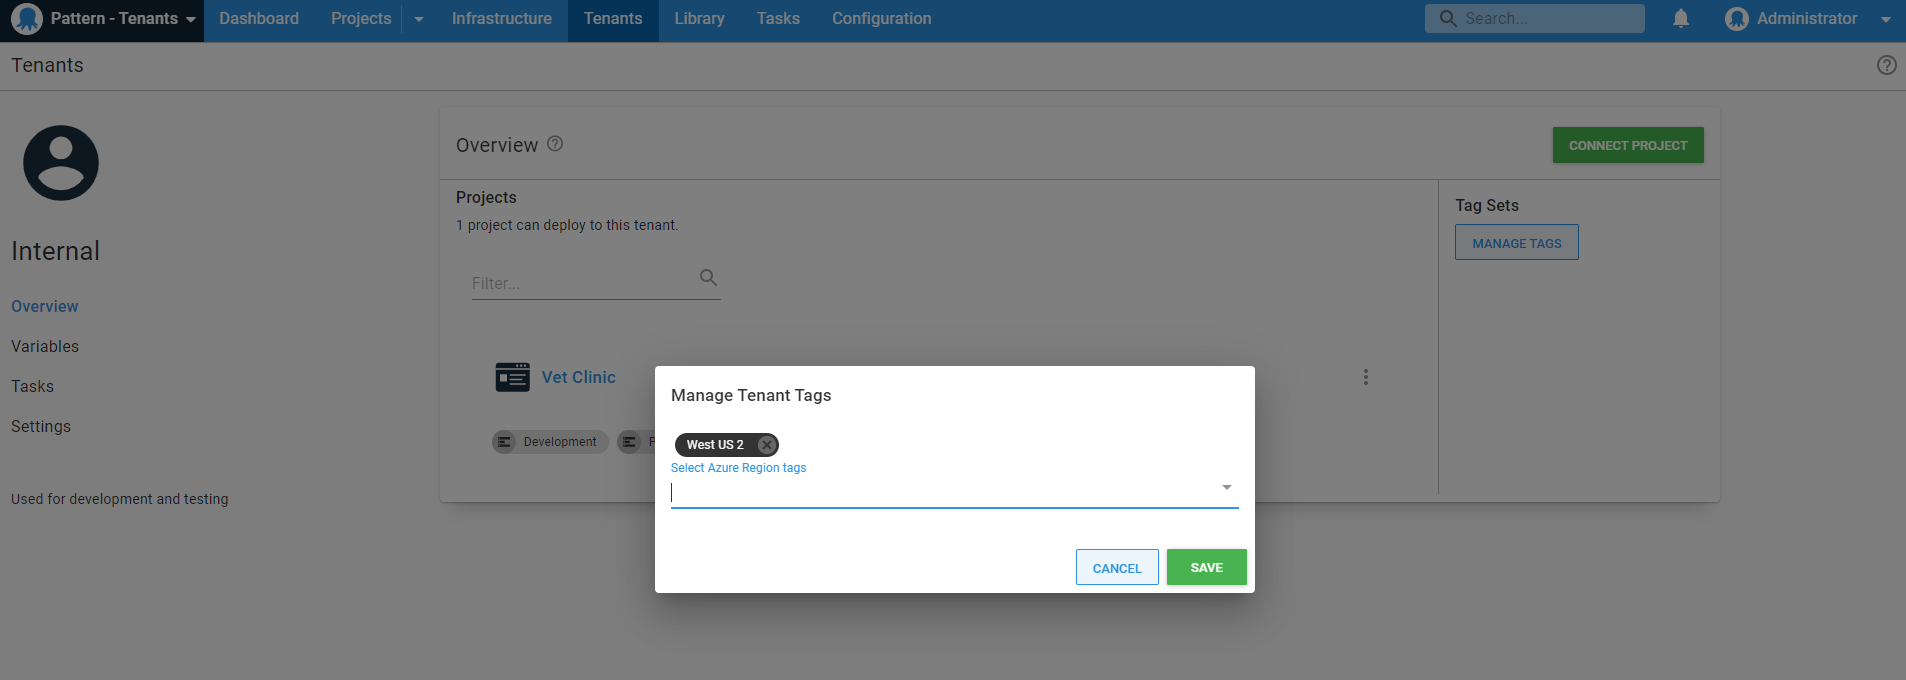 Pattern - Tenants
Dashboard
Projects
Infrastructure
Tenants
Library
Tasks
Configuration
Search...
Administrator
Tenants
Internal
Overview
Variables
Tasks
Settings
Used for development and testing
Overview
CONNECT PROJECT
Projects
1 project can deploy to this tenant.
Filter...
Vet Clinic
Development
P
Tag Sets
MANAGE TAGS
Manage Tenant Tags
West US 2
Select Azure Region tags
CANCEL
SAVE